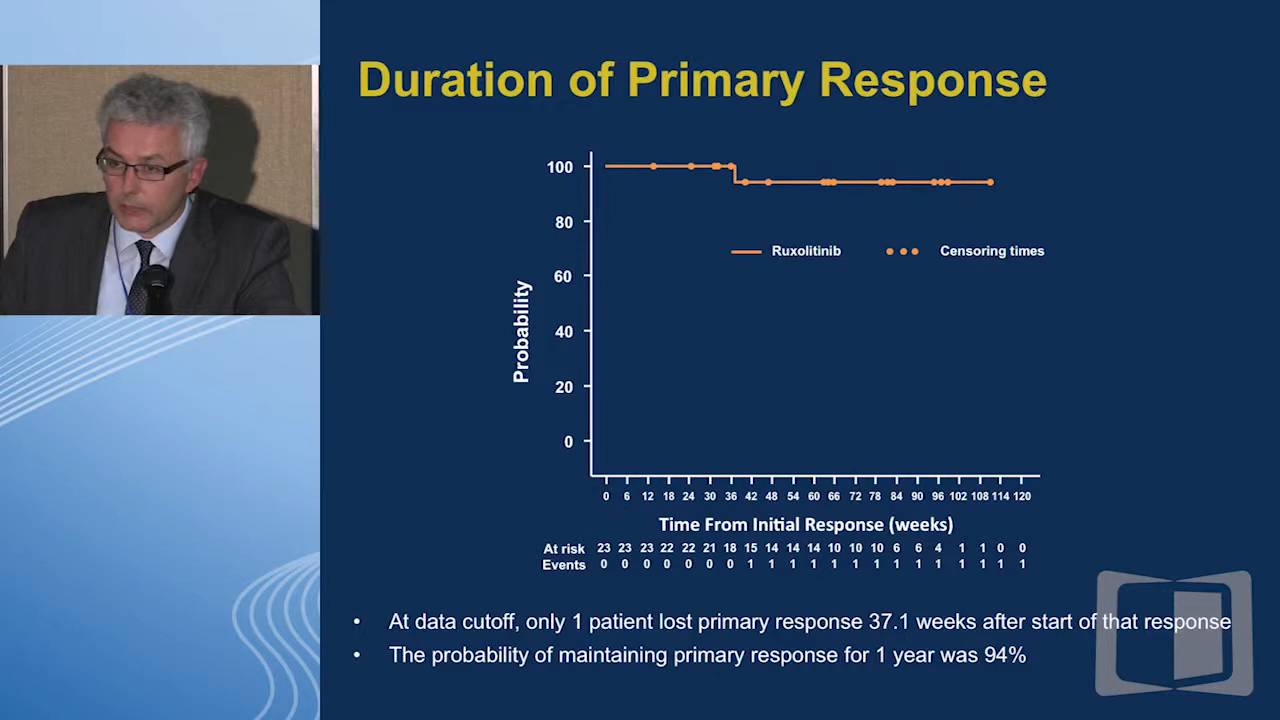 Duration of Primary Response
100
80
60
40
20
0
Probability
Ruxolitinib
Censoring times
0 6 12 18 24 30 36 42 48 54 60 66 72 78 84 90 96 102 108 114 120
Time From Initial Response (weeks)
At risk 23 23 23 22 22 21 18 15 14 14 14 10 10 10 6 6 4 1 1 0 0
Events 0 0 0 0 0 0 0 1 1 1 1 1 1 1 1 1 1 1 1 1 1
• At data cutoff, only 1 patient lost primary response 37.1 weeks after start of that response
• The probability of maintaining primary response for 1 year was 94%